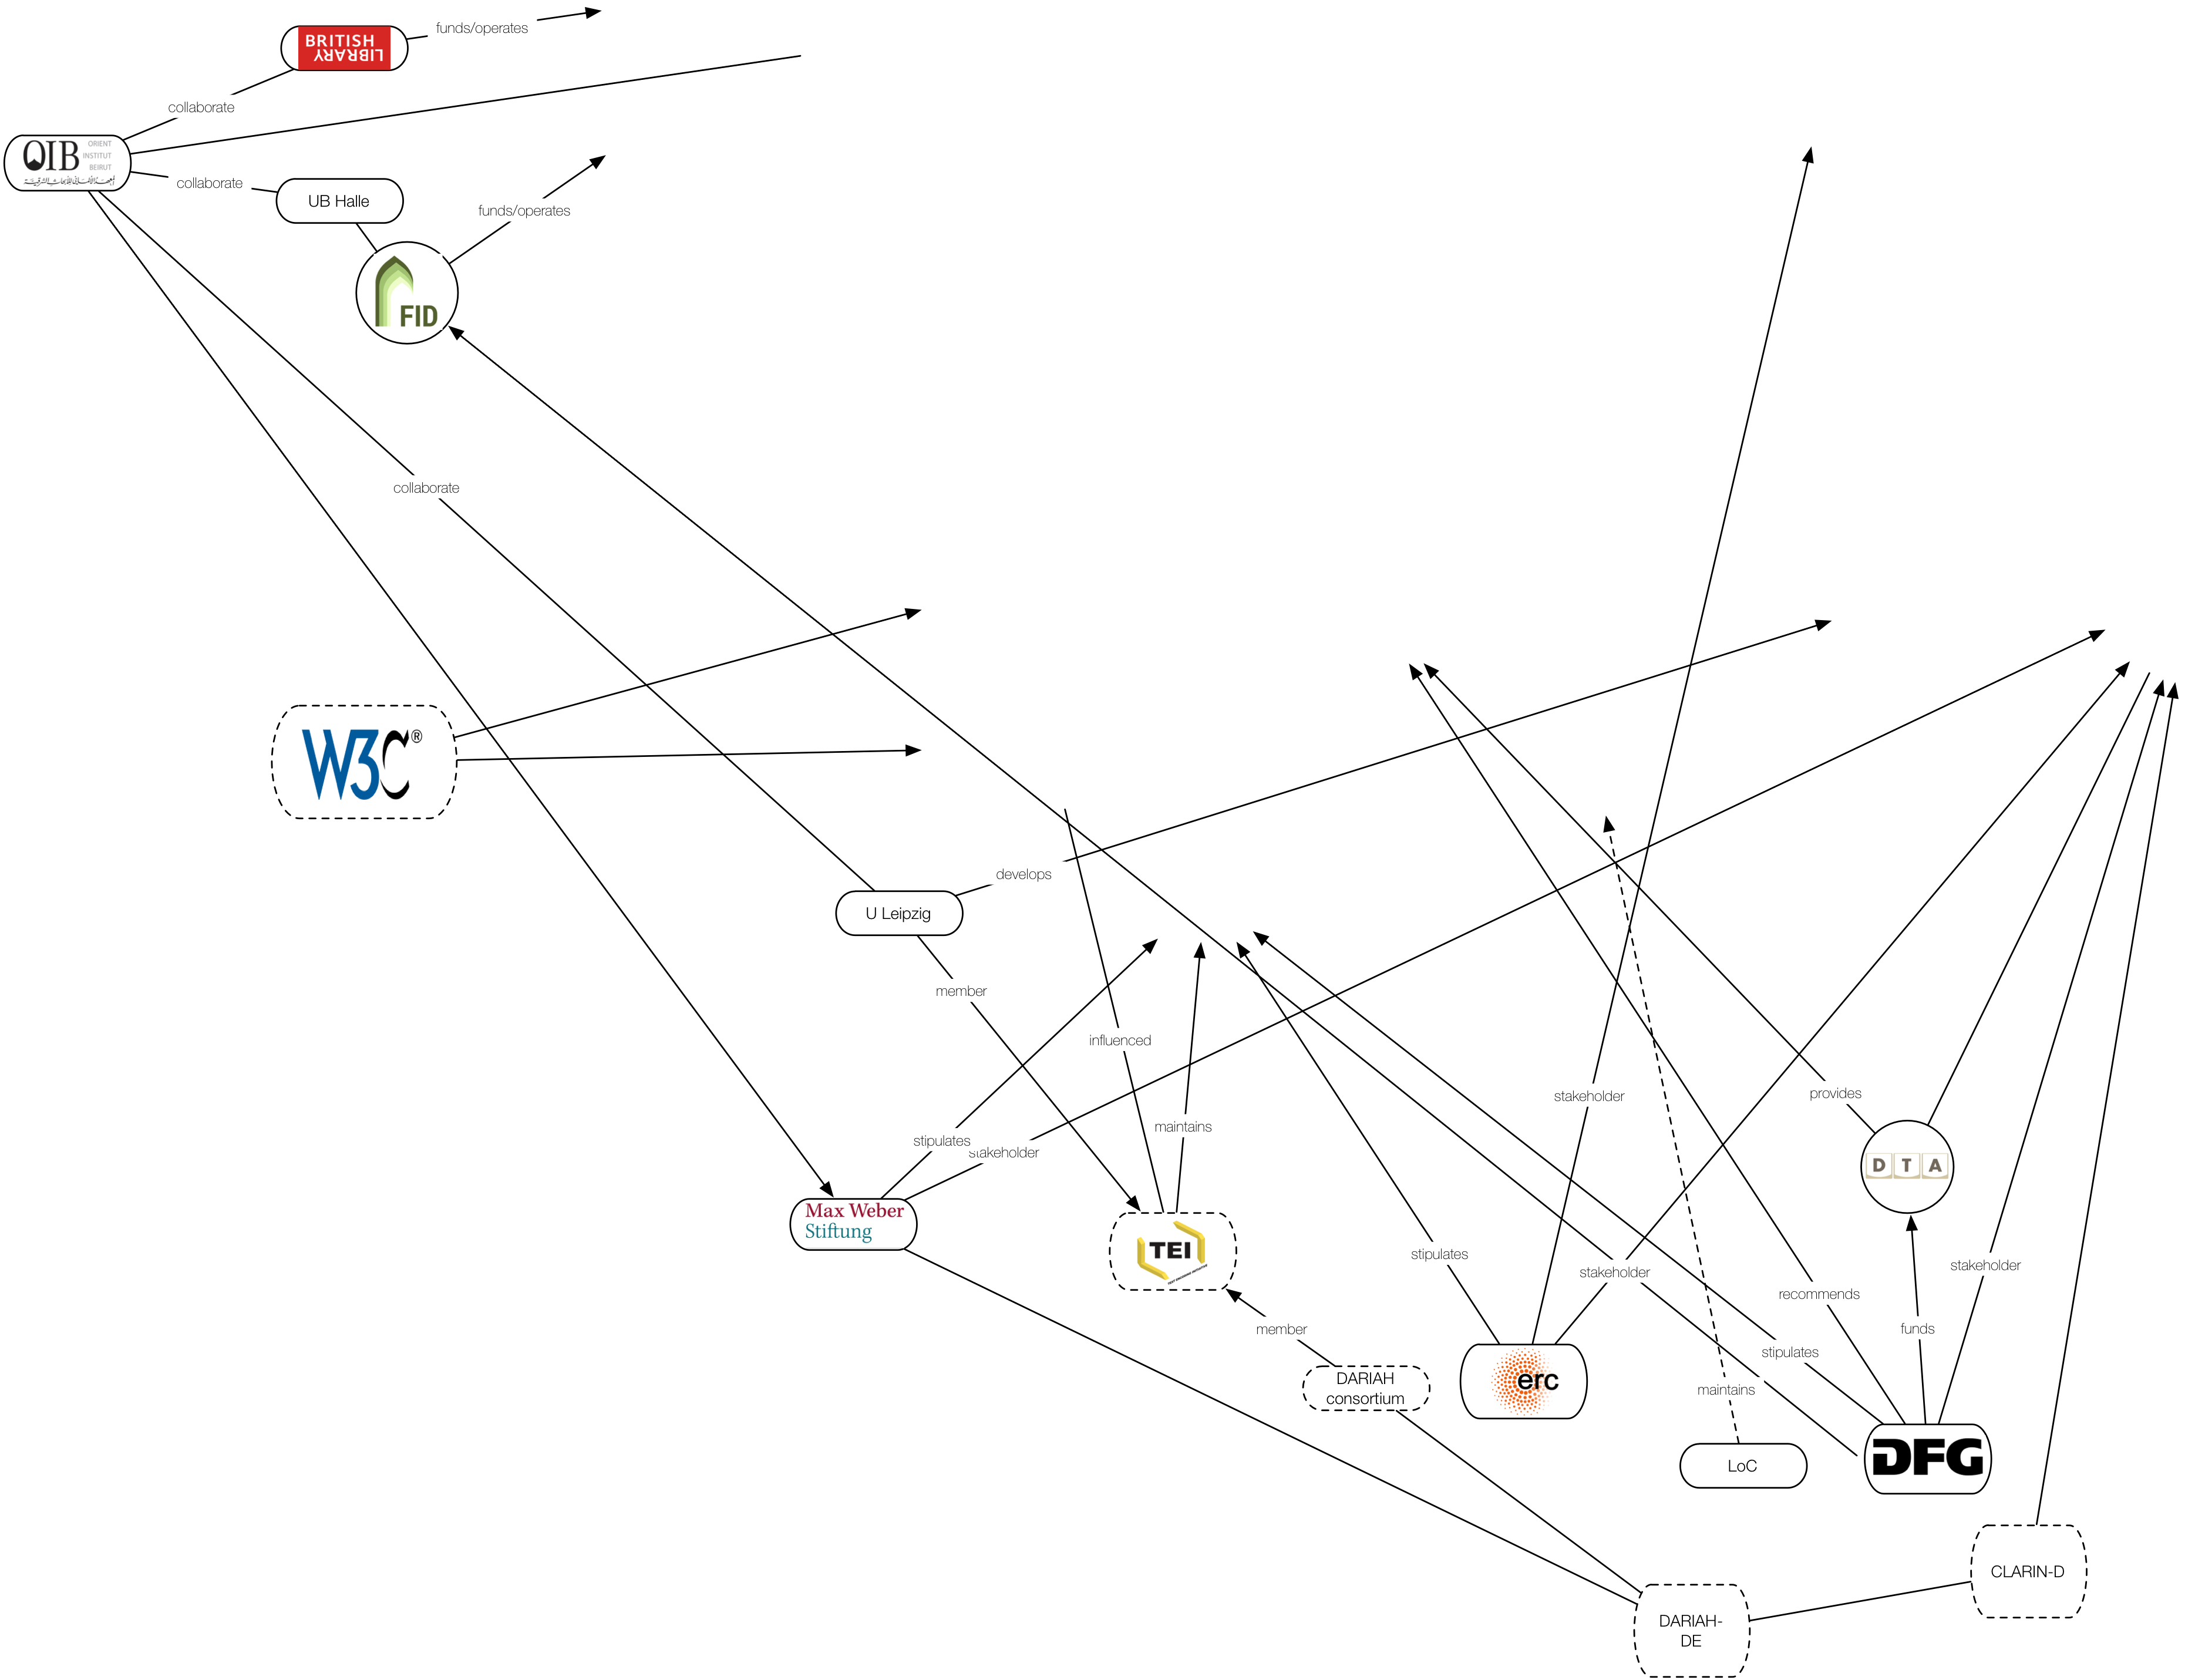 funds/operates
BRITISH
LIBRARY
collaborate
OIB
ORIENT
INSTITUT
BEIRUT
collaborate
UB Halle
funds/operates
FID
collaborate
W3C®
develops
U Leipzig
member
influenced
stakeholder
provides
maintains
stipulates
stakeholder
DTA
Max Weber
Stiftung
TEI
stipulates
stakeholder
stakeholder
recommends
member
funds
stipulates
DARIAH
consortium
erc
maintains
LoC
DFG
CLARIN-D
DARIAH-
DE